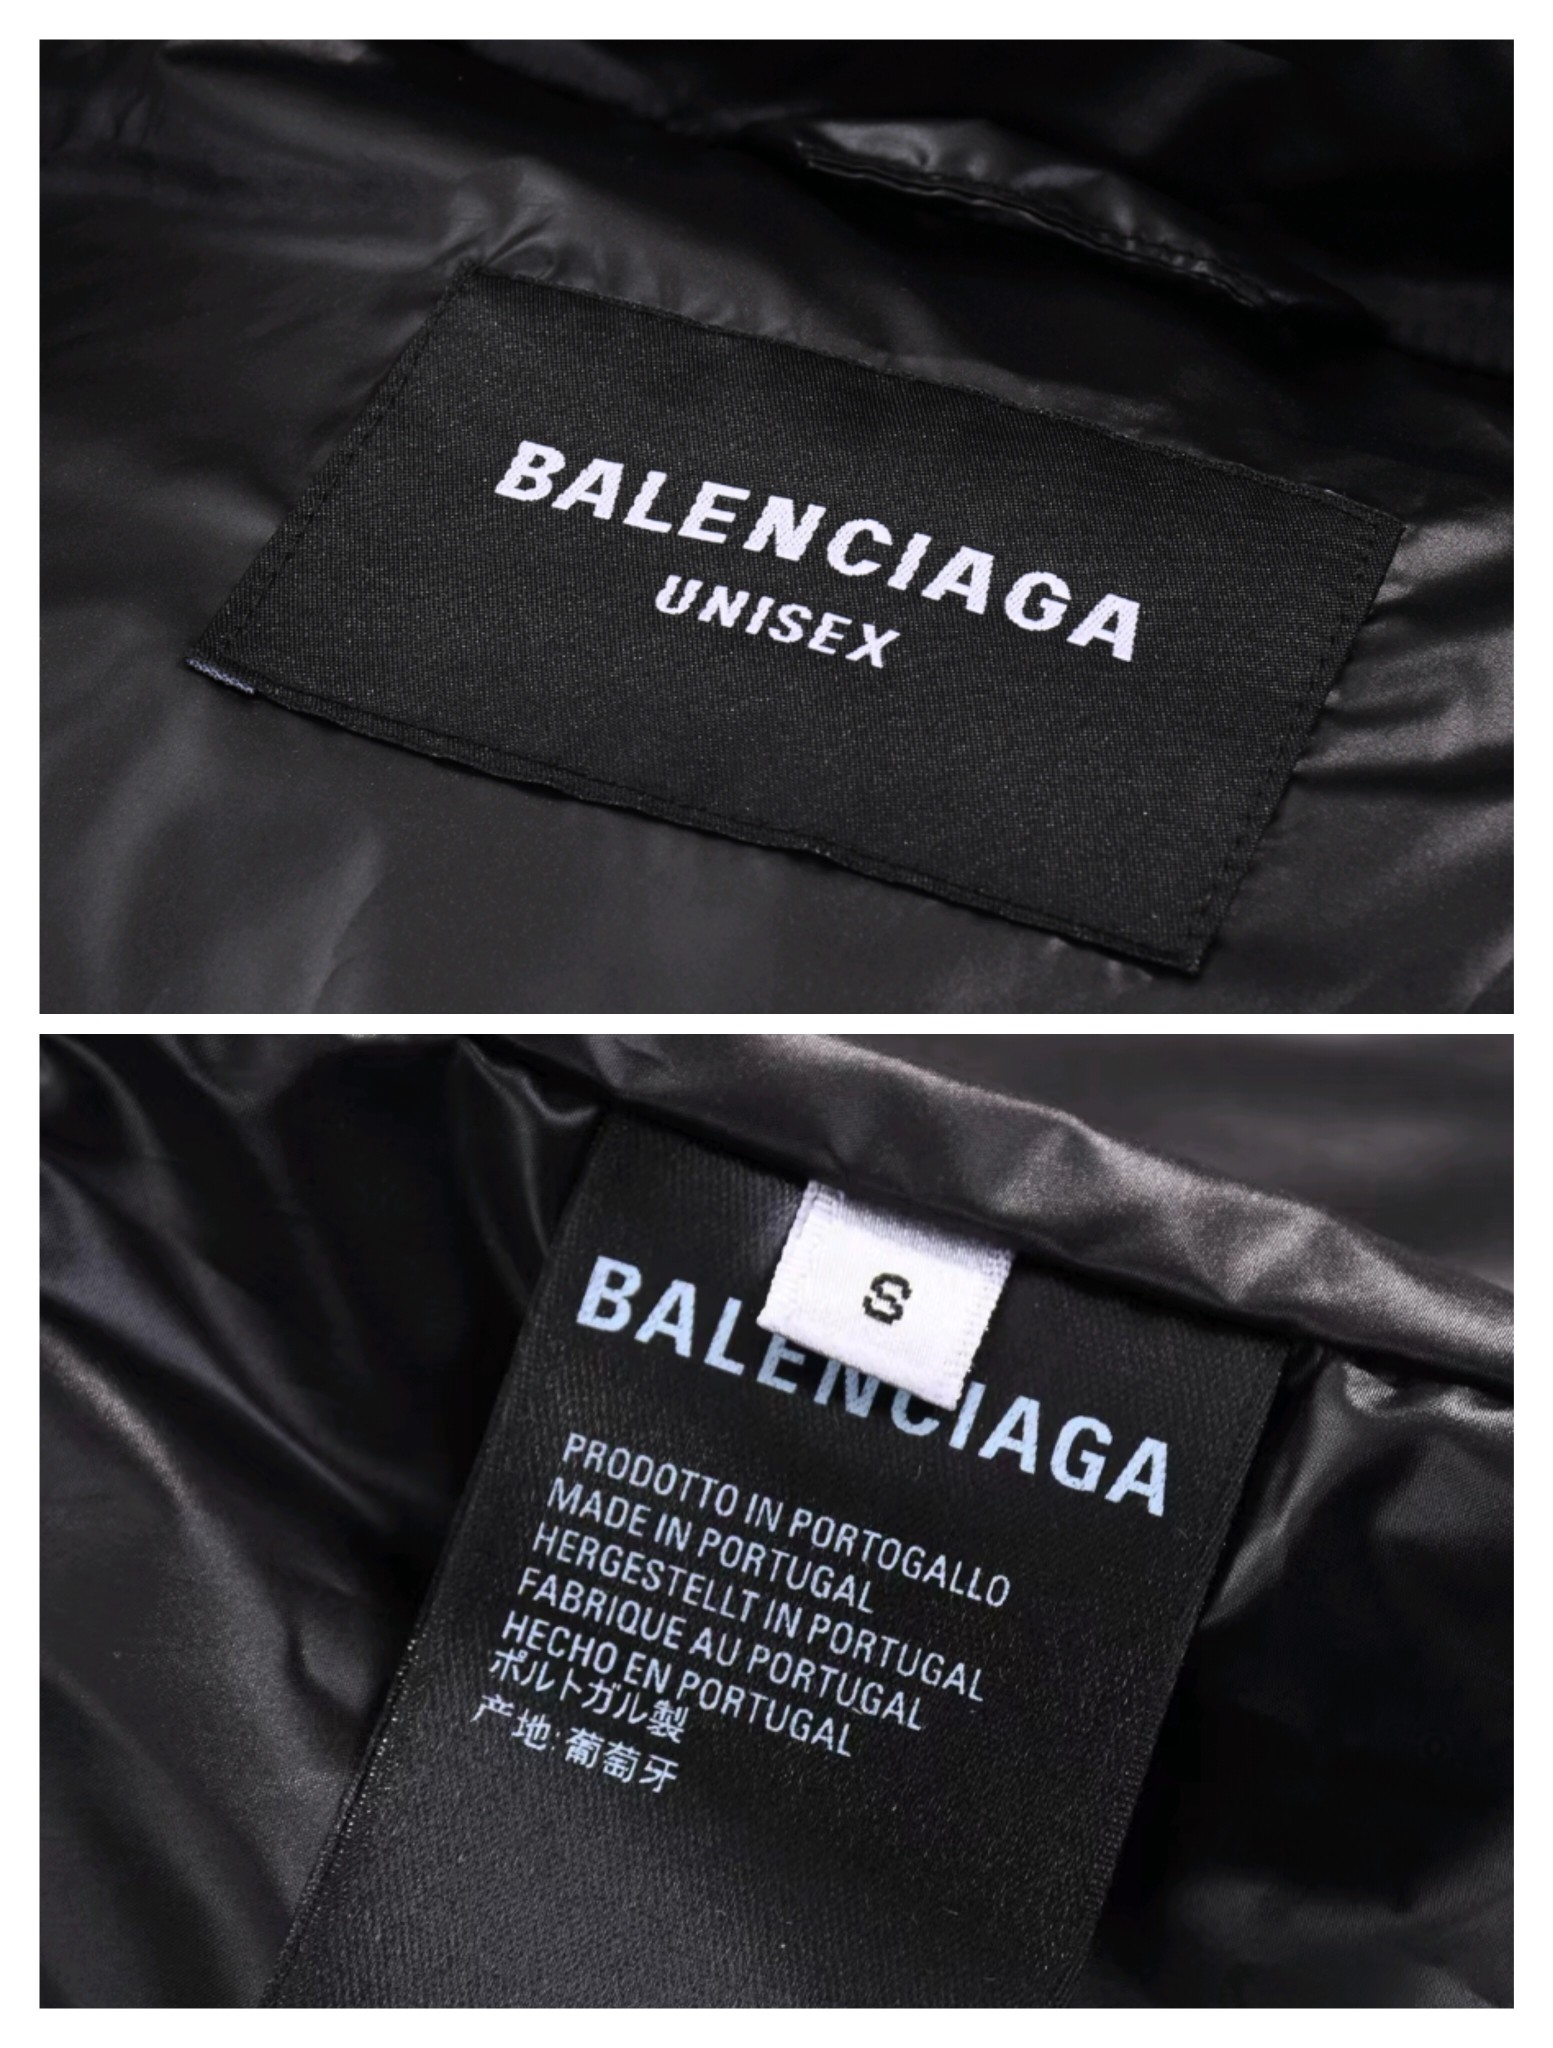 BALENCIAGA
UNISEX
S
BALENCIAGA
PRODOTTO IN PORTOGALLO
MADE IN PORTUGAL
HERGESTELLT IN PORTUGAL
FABRIQUE AU PORTUGAL
HECHO EN PORTUGAL
ポルトガル製
产地:葡萄牙